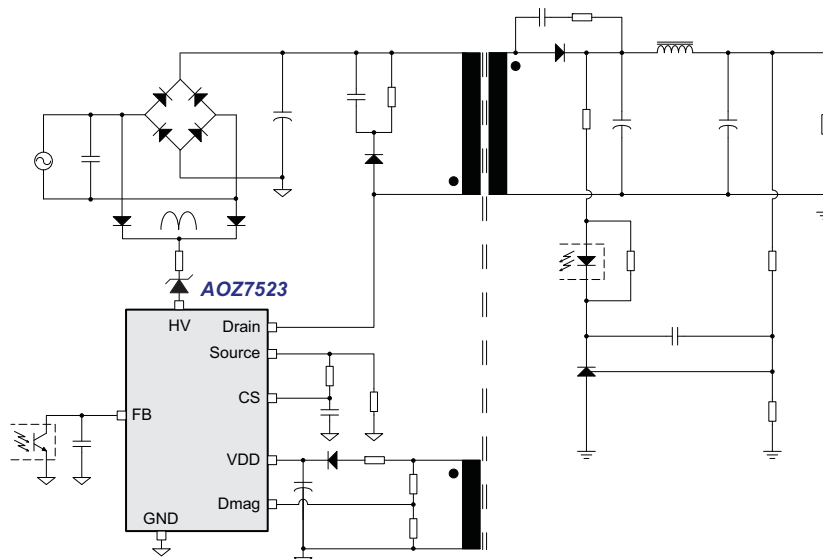 AOZ7523
HV
Drain
Source
CS
FB
VDD
Dmag
GND